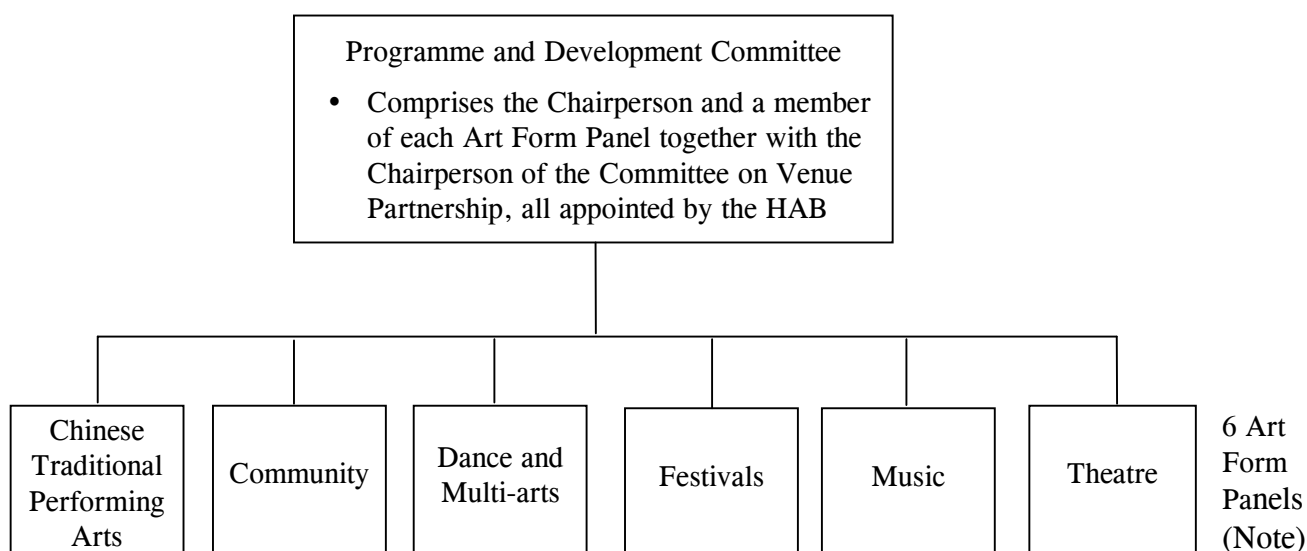 Programme and Development Committee
• Comprises the Chairperson and a member
of each Art Form Panel together with the
Chairperson of the Committee on Venue
Partnership, all appointed by the HAB
Chinese
Traditional
Performing
Arts
Community
Dance and
Multi-arts
Festivals
Music
Theatre
6 Art
Form
Panels
(Note)